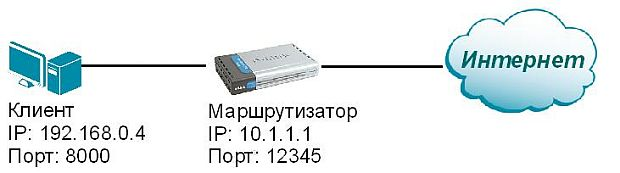 Интернет
Клиент
IP: 192.168.0.4
Порт: 8000
Маршрутизатор
IP: 10.1.1.1
Порт: 12345